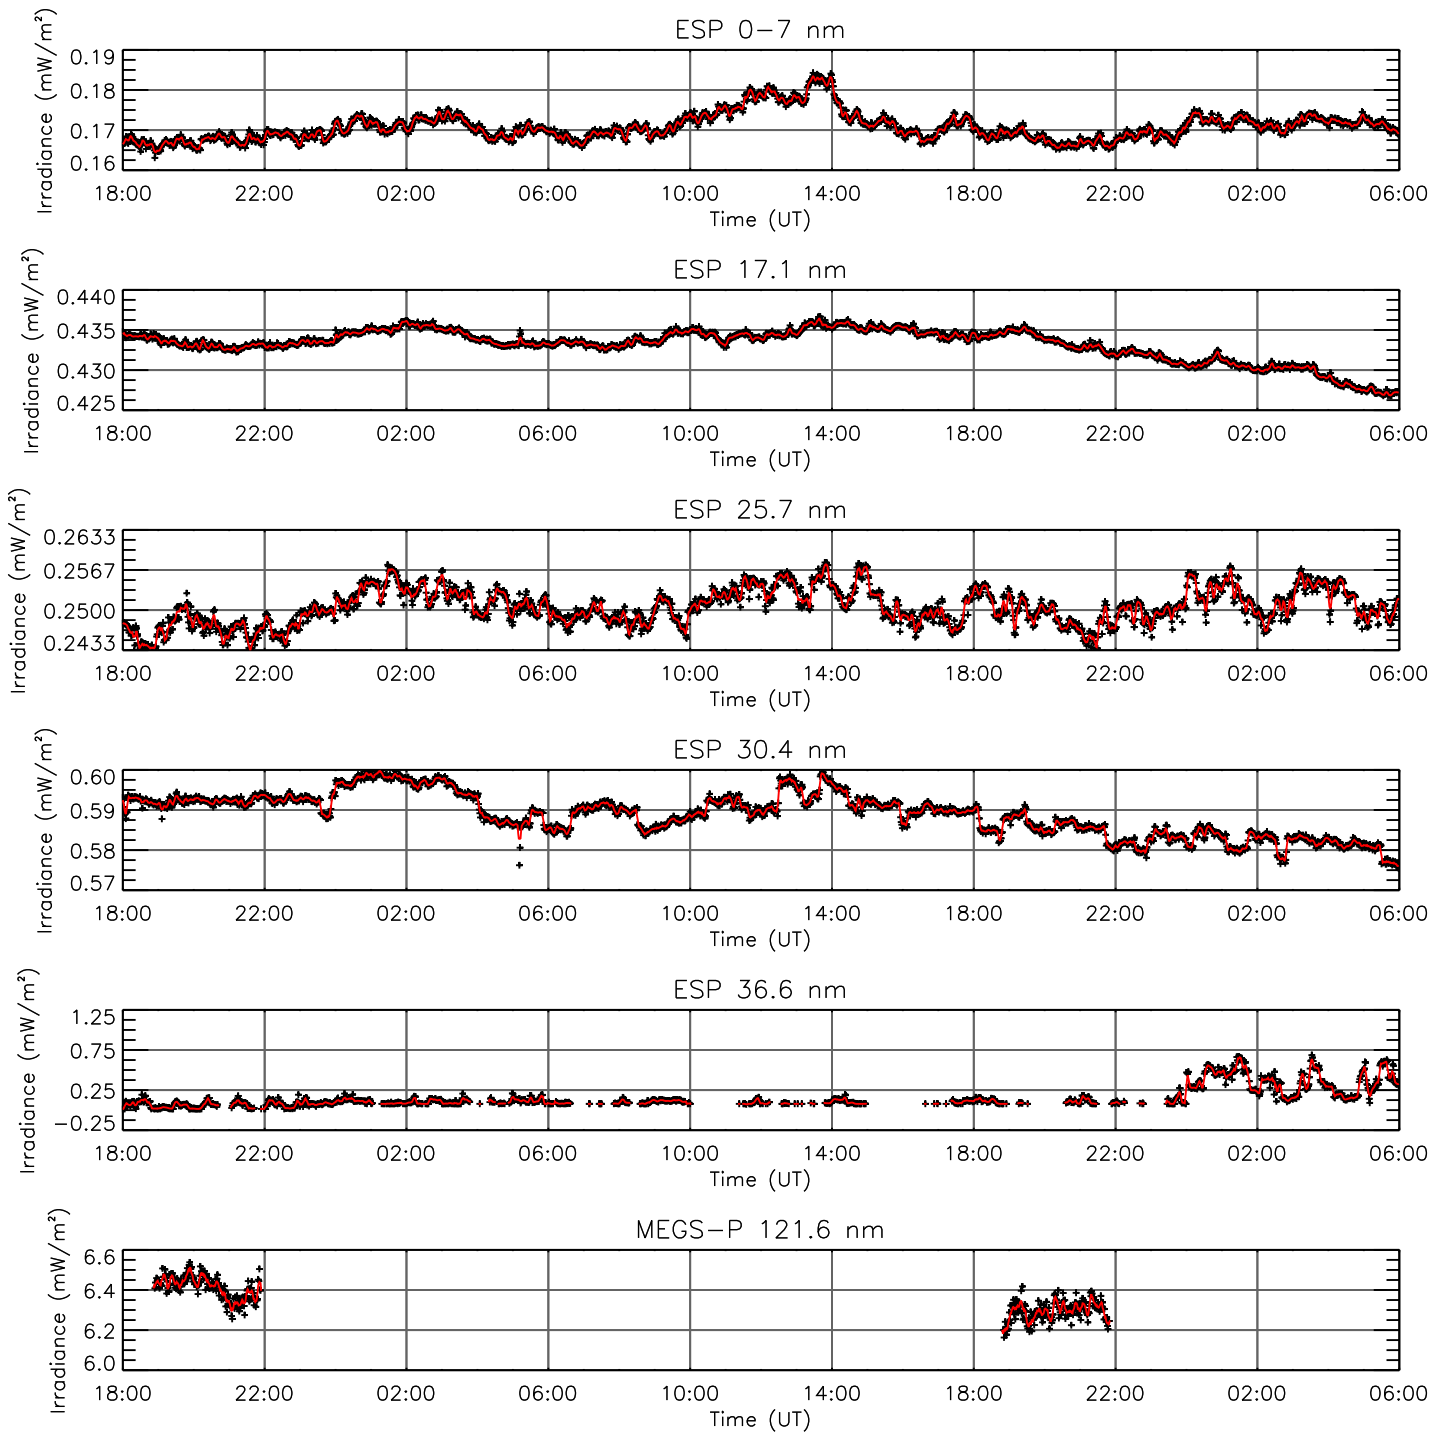 ESP 0−7 nm
Irradiance (mW/m²)
0.19
0.18
0.17
0.16
18:00 22:00 02:00 06:00 10:00 14:00 18:00 22:00 02:00 06:00
Time (UT)
ESP 17.1 nm
Irradiance (mW/m²)
0.440
0.435
0.430
0.425
18:00 22:00 02:00 06:00 10:00 14:00 18:00 22:00 02:00 06:00
Time (UT)
ESP 25.7 nm
Irradiance (mW/m²)
0.2633
0.2567
0.2500
0.2433
18:00 22:00 02:00 06:00 10:00 14:00 18:00 22:00 02:00 06:00
Time (UT)
ESP 30.4 nm
Irradiance (mW/m²)
0.60
0.59
0.58
0.57
18:00 22:00 02:00 06:00 10:00 14:00 18:00 22:00 02:00 06:00
Time (UT)
ESP 36.6 nm
Irradiance (mW/m²)
1.25
0.75
0.25
−0.25
18:00 22:00 02:00 06:00 10:00 14:00 18:00 22:00 02:00 06:00
Time (UT)
MEGS−P 121.6 nm
Irradiance (mW/m²)
6.6
6.4
6.2
6.0
18:00 22:00 02:00 06:00 10:00 14:00 18:00 22:00 02:00 06:00
Time (UT)